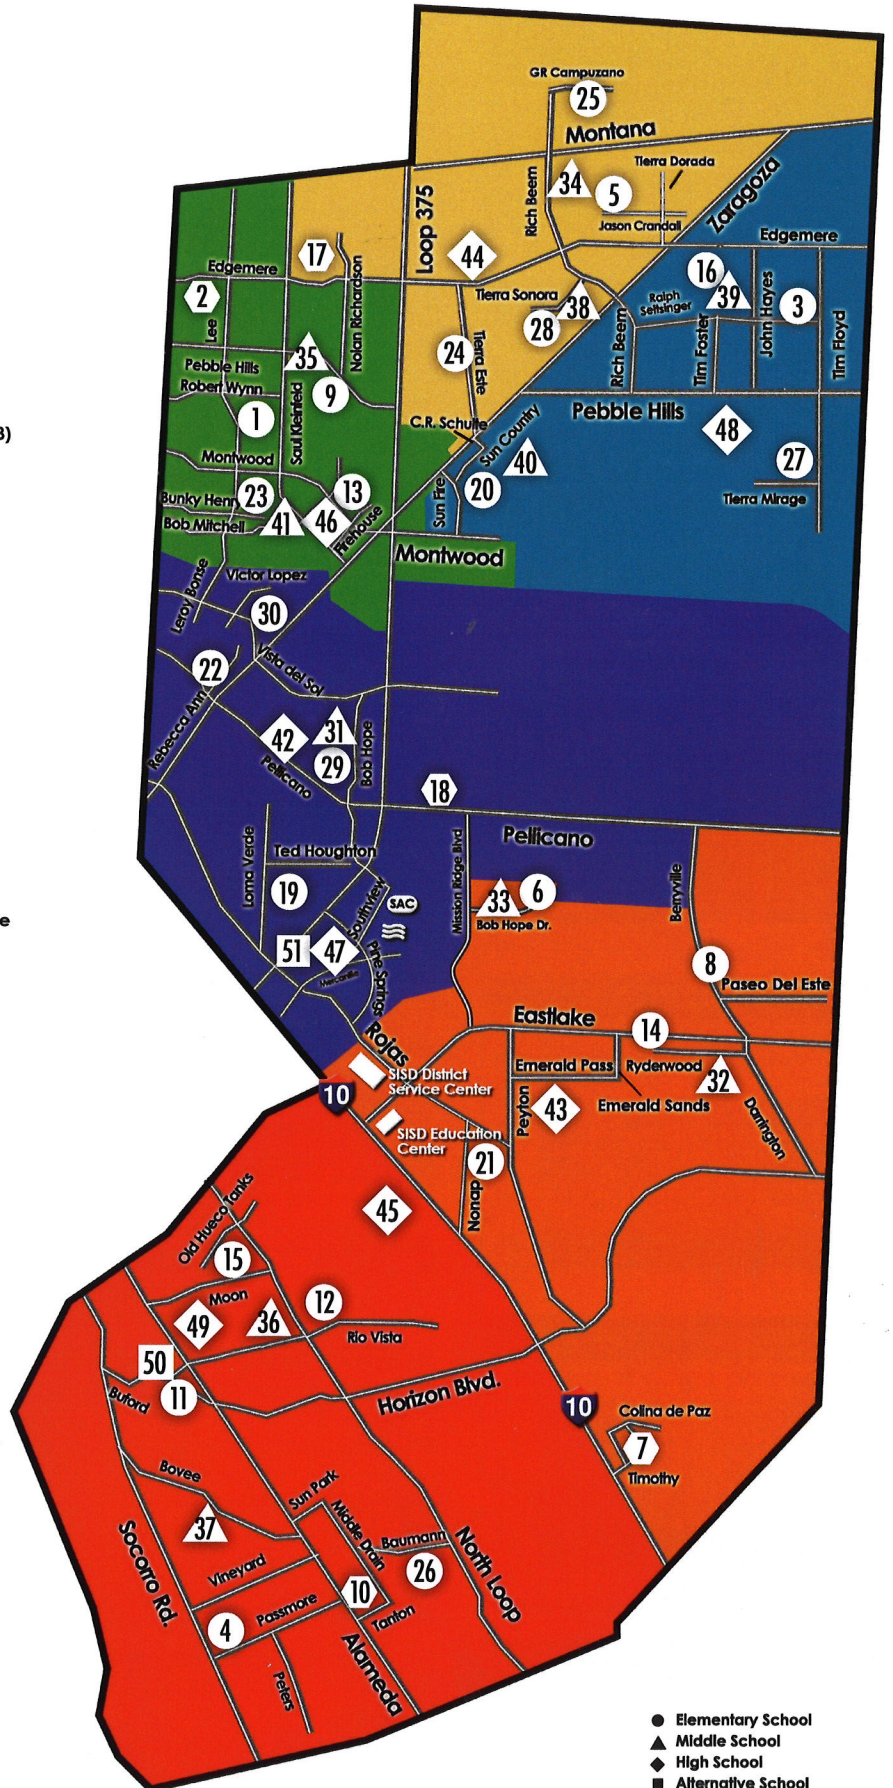 GR Campuzano
25
Montana
Tierra Dorada
34
5
Zaragoza
Rich Beem
Jason Crandall
Loop 375
17
44
Edgemere
Edgemere
16
2
Nolan Richardson
Tierra Sonora
38
Ralph
Seitsinger
39
John Hayes
3
Lee
28
35
24
Tierra Este
Rich Beem
Tim Foster
Tim Floyd
Pebble Hills
Robert Wynn
9
Saul Kleinfeld
1
Pebble Hills
C.R. Schulte
Sun Country
48
3)
Montwood
40
27
23
13
20
Sun Fire
Tierra Mirage
Bunky Henry
Bob Mitchell
41
46
Firehouse
Montwood
Leroy Bonse
Victor Lopez
30
22
Vista del Sol
Rebecca Ann
42
31
29
Bob Hope
Pellicano
18
Pellicano
Loma Verde
Ted Houghton
Mission Ridge Blvd
Berryville
19
33
6
SAC
Southview
Bob Hope Dr.
e
51
47
Mercantile
Pine Springs
8
Paseo Del Este
Eastlake
14
Rojas
Emerald Pass
Ryderwood
32
SISD District
Service Center
10
Peyton
43
Emerald Sands
Darrington
SISD Education
Center
21
Nonap
45
Old Hueco Tanks
15
Moon
12
49
36
Rio Vista
50
11
Buford
Horizon Blvd.
10
Colina de Paz
7
Timothy
Bovee
Sun Park
37
Middle Drain
Baumann
North Loop
Socorro Rd.
Vineyard
26
10
Passmore
Tanton
4
Alameda
Peters
Elementary School
Middle School
High School
Alternative School